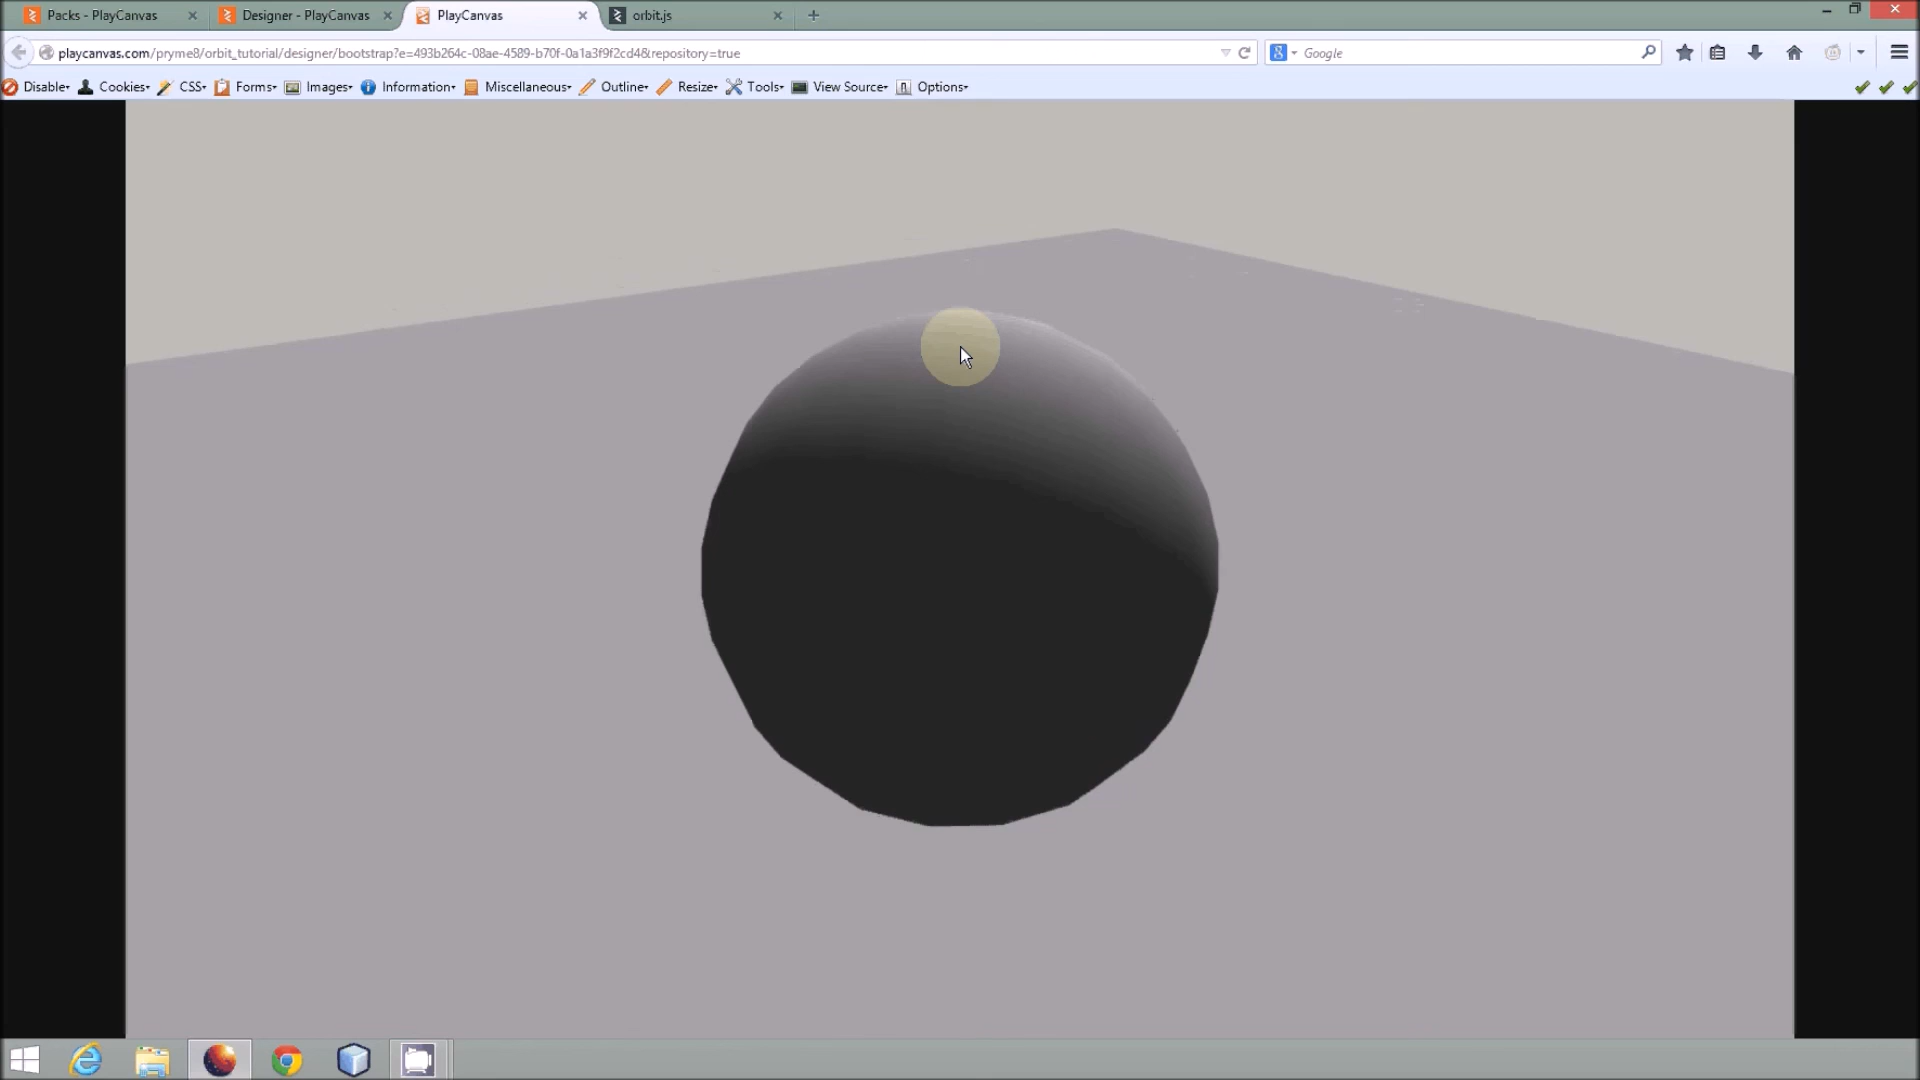 Packs - PlayCanvas
Designer - PlayCanvas
PlayCanvas
orbit.js
playcanvas.com/pryme8/orbit_tutorial/designer/bootstrap?e=493b264c-08ae-4589-b70f-0a1a3f9f2cd4&repository=true
Google
Disable
Cookies
CSS
Forms
Images
Information
Miscellaneous
Outline
Resize
Tools
View Source
Options